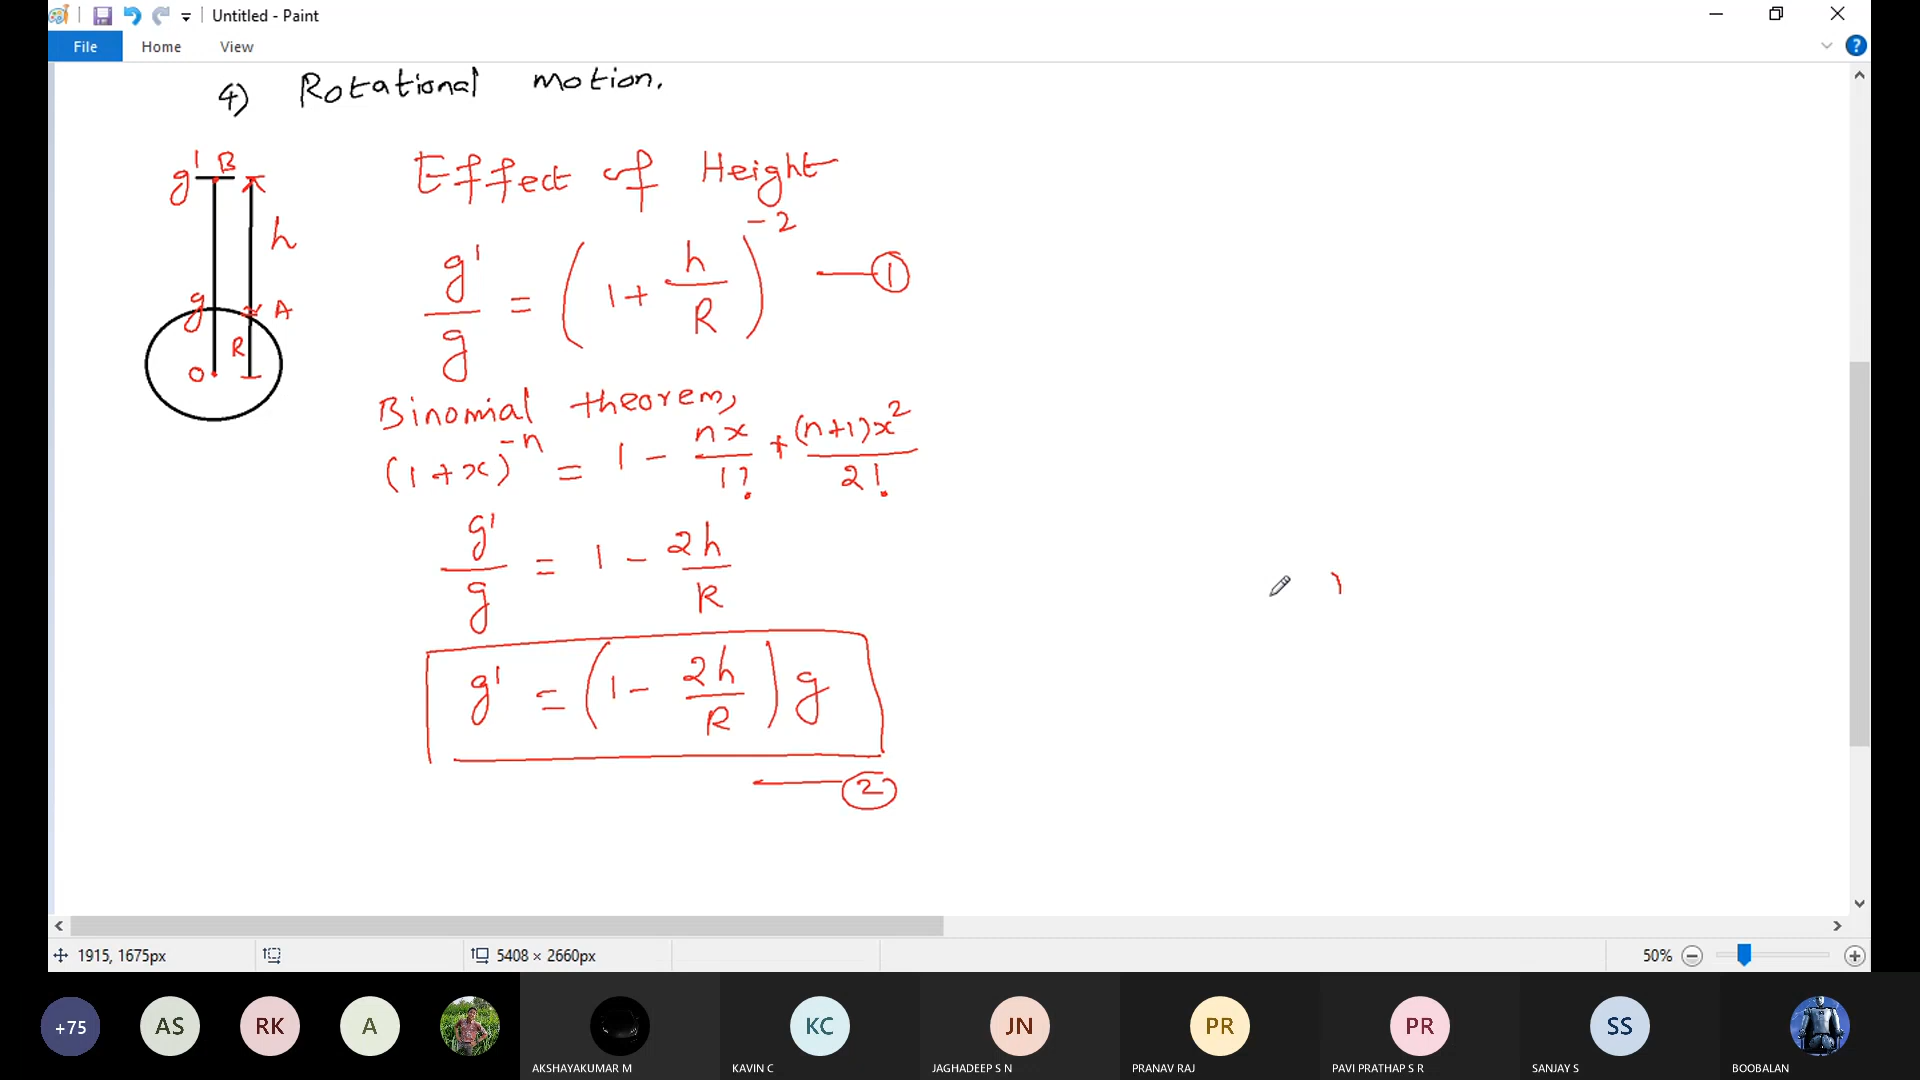 Untitled - Paint
File Home View
4) Rotational motion.
Effect of Height
g' B
h
g A
R
O
g'/g = (1 + h/R)^-2 — ①
Binomial theorem,
(1+x)^-n = 1 - nx/1! + (n+1)x^2/2!
g'/g = 1 - 2h/R
g' = (1 - 2h/R) g
— ②
1915, 1675px 5408 × 2660px 50%
+75 AS RK A KC JN PR PR SS
AKSHAYAKUMAR M KAVIN C JAGHADEEP S N PRANAV RAJ PAVI PRATHAP S R SANJAY S BOOBALAN